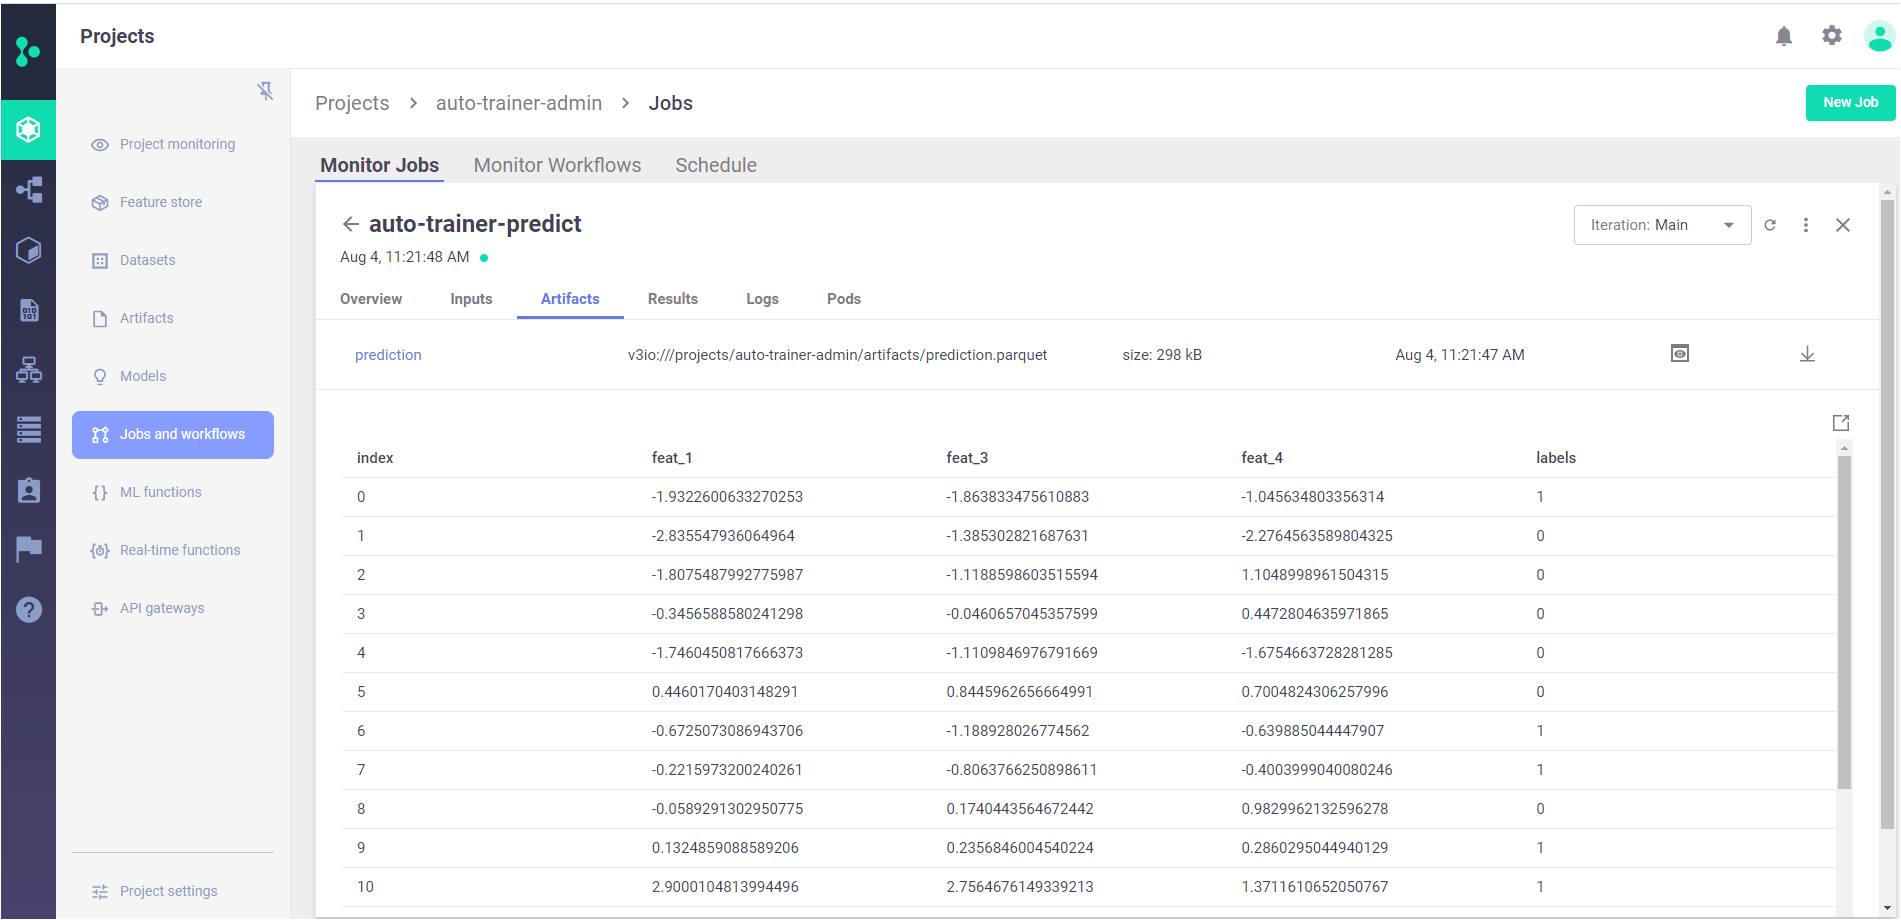 Projects
Projects > auto-trainer-admin > Jobs
New Job
Project monitoring
Feature store
Datasets
Artifacts
Models
Jobs and workflows
ML functions
Real-time functions
API gateways
Project settings
Monitor Jobs Monitor Workflows Schedule
auto-trainer-predict
Iteration: Main
Aug 4, 11:21:48 AM
Overview Inputs Artifacts Results Logs Pods
prediction v3io:///projects/auto-trainer-admin/artifacts/prediction.parquet size: 298 kB Aug 4, 11:21:47 AM
index feat_1 feat_3 feat_4 labels
0 -1.9322600633270253 -1.863833475610883 -1.045634803356314 1
1 -2.835547936064964 -1.385302821687631 -2.2764563589804325 0
2 -1.8075487992775987 -1.1188598603515594 1.1048998961504315 0
3 -0.3456588580241298 -0.0460657045357599 0.4472804635971865 0
4 -1.7460450817666373 -1.1109846976791669 -1.6754663728281285 0
5 0.4460170403148291 0.8445962656664991 0.7004824306257996 0
6 -0.6725073086943706 -1.188928026774562 -0.639885044447907 1
7 -0.2215973200240261 -0.8063766250898611 -0.4003999040080246 1
8 -0.0589291302950775 0.1740443564672442 0.9829962132596278 0
9 0.1324859088589206 0.2356846004540224 0.2860295044940129 1
10 2.9000104813994496 2.7564676149339213 1.3711610652050767 1